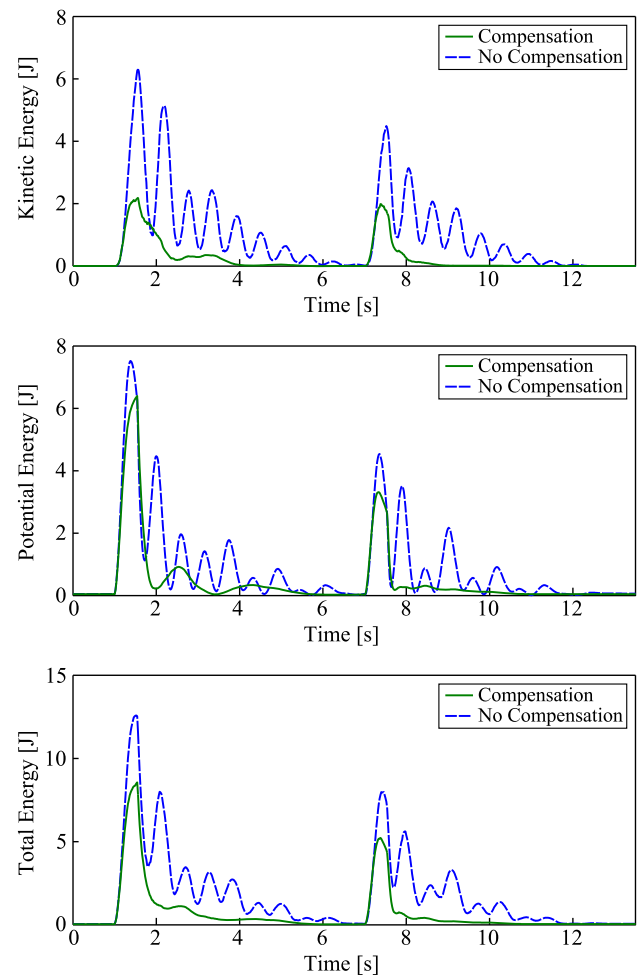 8
6
4
2
0
Kinetic Energy [J]
Compensation
No Compensation
0 2 4 6 8 10 12
Time [s]
8
6
4
2
0
Potential Energy [J]
Compensation
No Compensation
0 2 4 6 8 10 12
Time [s]
15
10
5
0
Total Energy [J]
Compensation
No Compensation
0 2 4 6 8 10 12
Time [s]